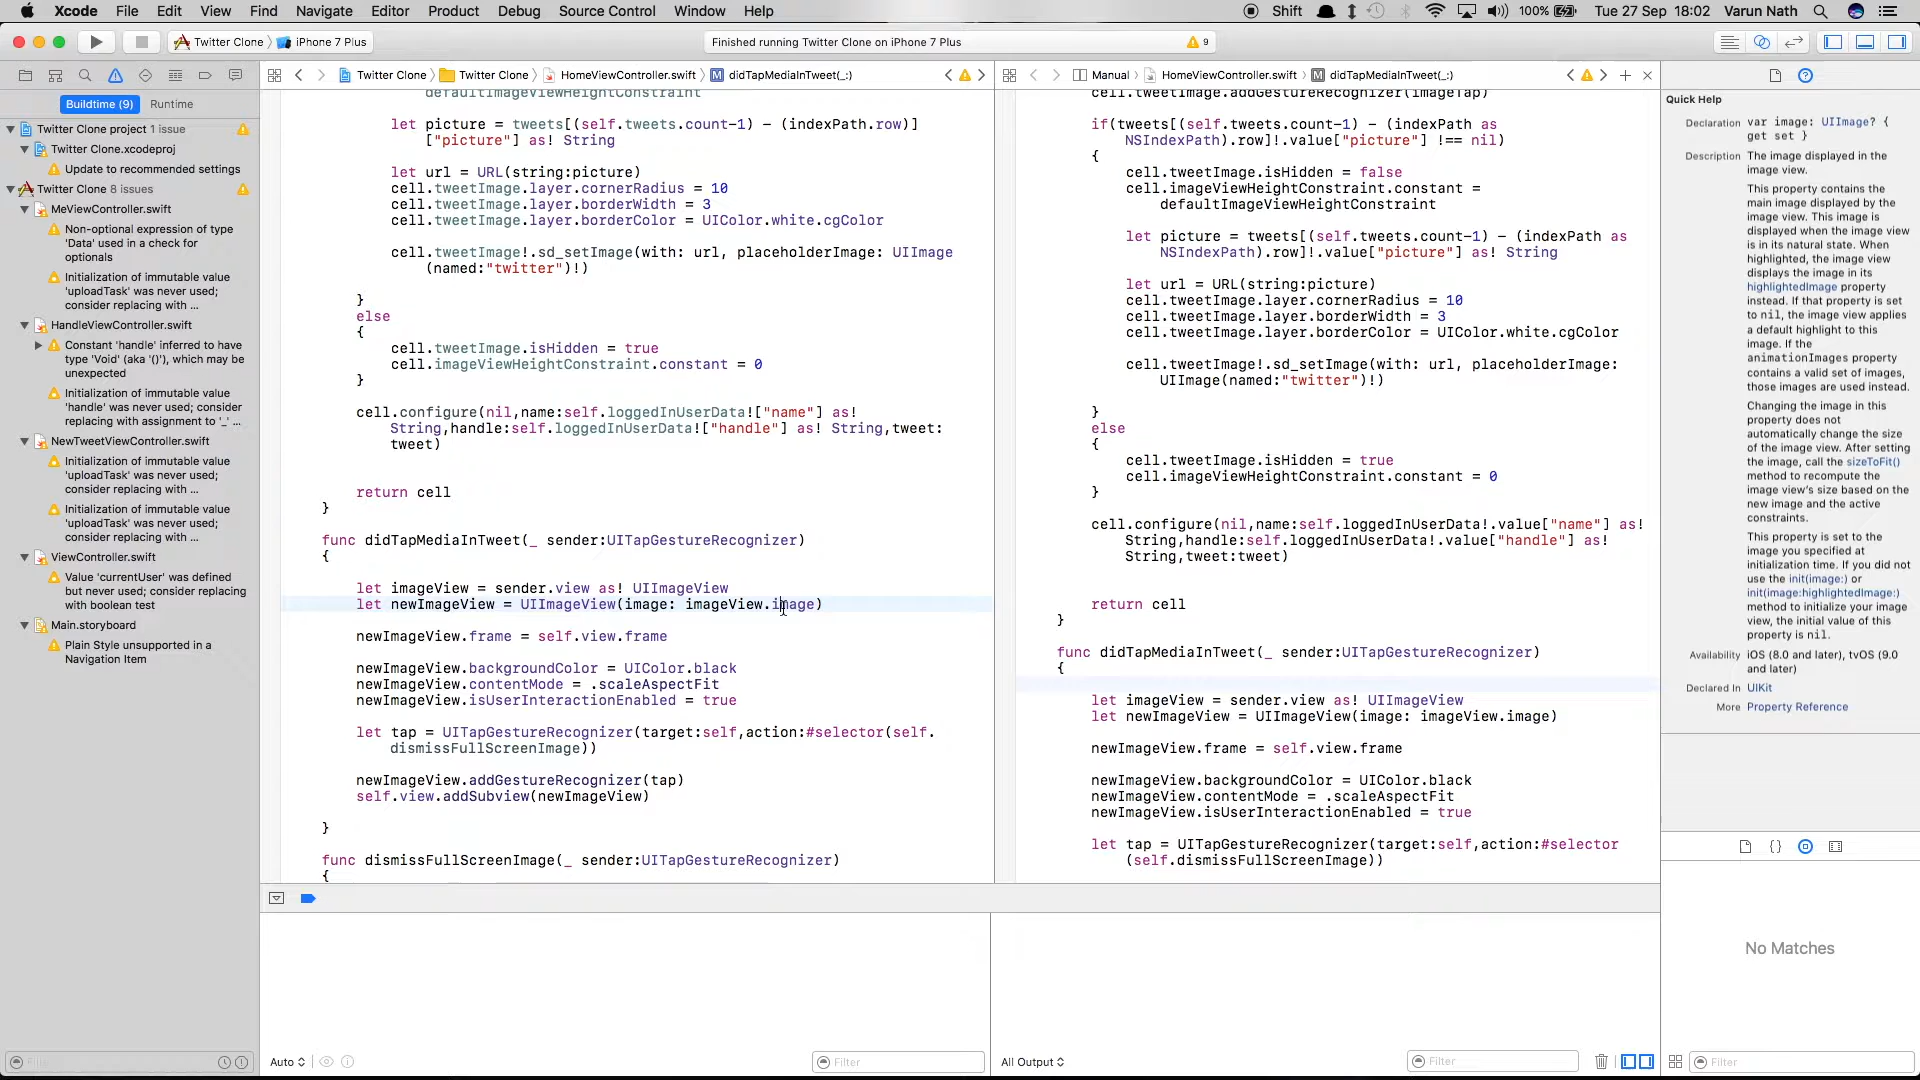 Xcode File Edit View Find Navigate Editor Product Debug Source Control Window Help Shift 100% Tue 27 Sep 18:02 Varun Nath
Twitter Clone iPhone 7 Plus Finished running Twitter Clone on iPhone 7 Plus 9
Buildtime (9) Runtime
Twitter Clone project 1 issue
Twitter Clone.xcodeproj
Update to recommended settings
Twitter Clone 8 issues
MeViewController.swift
Non-optional expression of type
'Data' used in a check for
optionals
Initialization of immutable value
'uploadTask' was never used;
consider replacing with ...
HandleViewController.swift
Constant 'handle' inferred to have
type 'Void' (aka '()'), which may be
unexpected
Initialization of immutable value
'handle' was never used; consider
replacing with assignment to '_' ...
NewTweetViewController.swift
Initialization of immutable value
'uploadTask' was never used;
consider replacing with ...
Initialization of immutable value
'uploadTask' was never used;
consider replacing with ...
ViewController.swift
Value 'currentUser' was defined
but never used; consider replacing
with boolean test
Main.storyboard
Plain Style unsupported in a
Navigation Item
Twitter Clone Twitter Clone HomeViewController.swift didTapMediaInTweet(_:)
defaultImageViewHeightConstraint
let picture = tweets[(self.tweets.count-1) - (indexPath.row)]
["picture"] as! String
let url = URL(string:picture)
cell.tweetImage.layer.cornerRadius = 10
cell.tweetImage.layer.borderWidth = 3
cell.tweetImage.layer.borderColor = UIColor.white.cgColor
cell.tweetImage!.sd_setImage(with: url, placeholderImage: UIImage
(named:"twitter")!)
}
else
{
cell.tweetImage.isHidden = true
cell.imageViewHeightConstraint.constant = 0
}
cell.configure(nil,name:self.loggedInUserData!["name"] as!
String,handle:self.loggedInUserData!["handle"] as! String,tweet:
tweet)
return cell
}
func didTapMediaInTweet(_ sender:UITapGestureRecognizer)
{
let imageView = sender.view as! UIImageView
let newImageView = UIImageView(image: imageView.image)
newImageView.frame = self.view.frame
newImageView.backgroundColor = UIColor.black
newImageView.contentMode = .scaleAspectFit
newImageView.isUserInteractionEnabled = true
let tap = UITapGestureRecognizer(target:self,action:#selector(self.
dismissFullScreenImage))
newImageView.addGestureRecognizer(tap)
self.view.addSubview(newImageView)
}
func dismissFullScreenImage(_ sender:UITapGestureRecognizer)
{
Manual HomeViewController.swift didTapMediaInTweet(_:)
cell.tweetImage.addGestureRecognizer(imageTap)
if(tweets[(self.tweets.count-1) - (indexPath as
NSIndexPath).row]!.value["picture"] !== nil)
{
cell.tweetImage.isHidden = false
cell.imageViewHeightConstraint.constant =
defaultImageViewHeightConstraint
let picture = tweets[(self.tweets.count-1) - (indexPath as
NSIndexPath).row]!.value["picture"] as! String
let url = URL(string:picture)
cell.tweetImage.layer.cornerRadius = 10
cell.tweetImage.layer.borderWidth = 3
cell.tweetImage.layer.borderColor = UIColor.white.cgColor
cell.tweetImage!.sd_setImage(with: url, placeholderImage:
UIImage(named:"twitter")!)
}
else
{
cell.tweetImage.isHidden = true
cell.imageViewHeightConstraint.constant = 0
}
cell.configure(nil,name:self.loggedInUserData!.value["name"] as!
String,handle:self.loggedInUserData!.value["handle"] as!
String,tweet:tweet)
return cell
}
func didTapMediaInTweet(_ sender:UITapGestureRecognizer)
{
let imageView = sender.view as! UIImageView
let newImageView = UIImageView(image: imageView.image)
newImageView.frame = self.view.frame
newImageView.backgroundColor = UIColor.black
newImageView.contentMode = .scaleAspectFit
newImageView.isUserInteractionEnabled = true
let tap = UITapGestureRecognizer(target:self,action:#selector
(self.dismissFullScreenImage))
Quick Help
Declaration var image: UIImage? {
get set }
Description The image displayed in the
image view.
This property contains the
main image displayed by the
image view. This image is
displayed when the image view
is in its natural state. When
highlighted, the image view
displays the image in its
highlightedImage property
instead. If that property is set
to nil, the image view applies
a default highlight to this
image. If the
animationImages property
contains a valid set of images,
those images are used instead.
Changing the image in this
property does not
automatically change the size
of the image view. After setting
the image, call the sizeToFit()
method to recompute the
image view's size based on the
new image and the active
constraints.
This property is set to the
image you specified at
initialization time. If you did not
use the init(image:) or
init(image:highlightedImage:)
method to initialize your image
view, the initial value of this
property is nil.
Availability iOS (8.0 and later), tvOS (9.0
and later)
Declared In UIKit
More Property Reference
No Matches
Auto Filter All Output Filter Filter